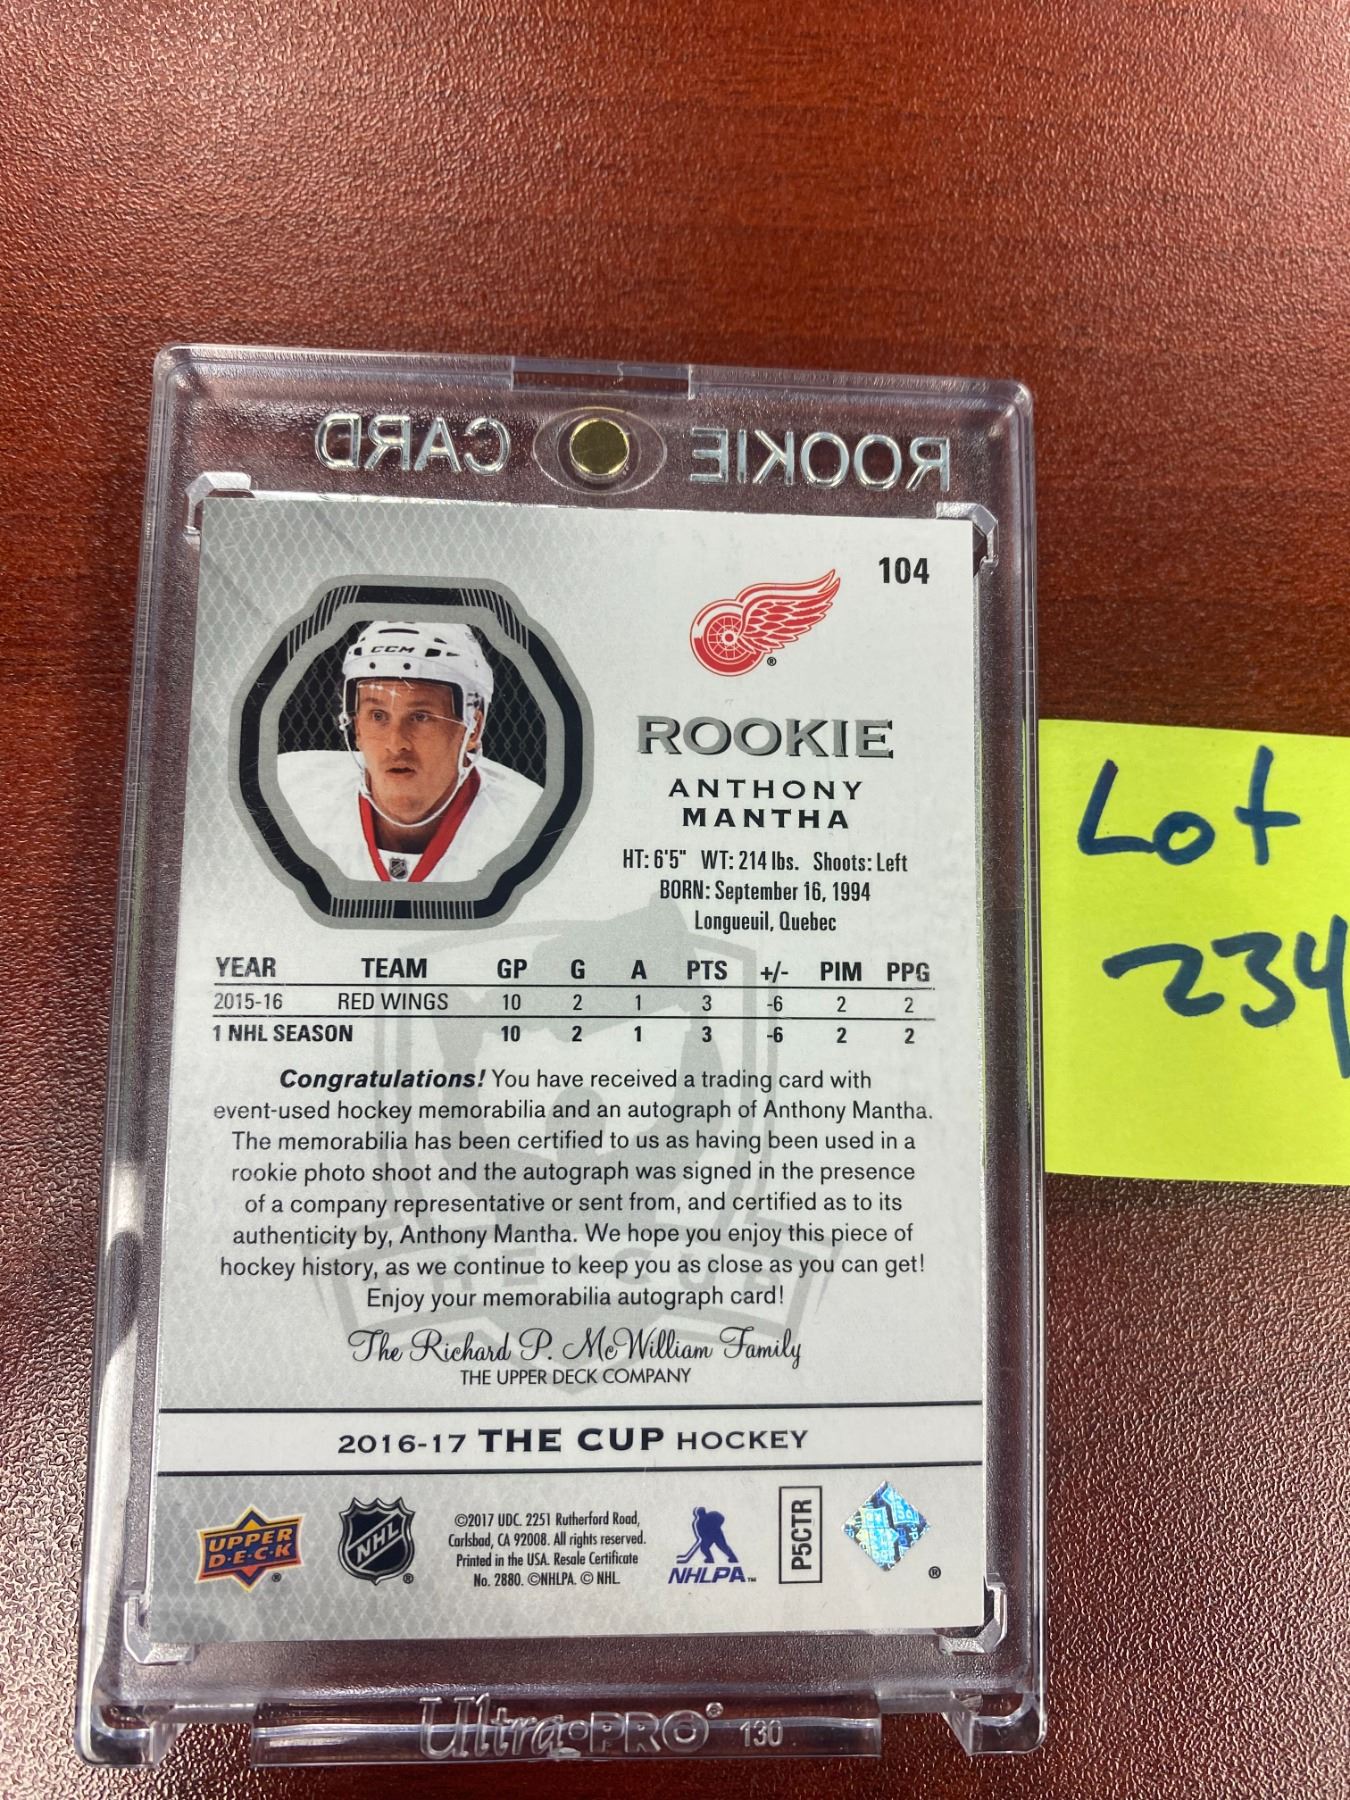 ROOKIE CARD
104
CCM
ROOKIE
ANTHONY
MANTHA
HT: 6'5" WT: 214 lbs. Shoots: Left
BORN: September 16, 1994
Longueuil, Quebec
Lot
234
YEAR TEAM GP G A PTS +/- PIM PPG
2015-16 RED WINGS 10 2 1 3 -6 2 2
1 NHL SEASON 10 2 1 3 -6 2 2
Congratulations! You have received a trading card with
event-used hockey memorabilia and an autograph of Anthony Mantha.
The memorabilia has been certified to us as having been used in a
rookie photo shoot and the autograph was signed in the presence
of a company representative or sent from, and certified as to its
authenticity by, Anthony Mantha. We hope you enjoy this piece of
hockey history, as we continue to keep you as close as you can get!
Enjoy your memorabilia autograph card!
THE CUP
The Richard P. McWilliam Family
THE UPPER DECK COMPANY
2016-17 THE CUP HOCKEY
UPPER DECK ®
NHL ®
©2017 UDC. 2251 Rutherford Road,
Carlsbad, CA 92008. All rights reserved.
Printed in the USA. Resale Certificate
No. 2880. ©NHLPA. © NHL.
NHLPA™
P5CTR
®
Ultra•PRO® 130